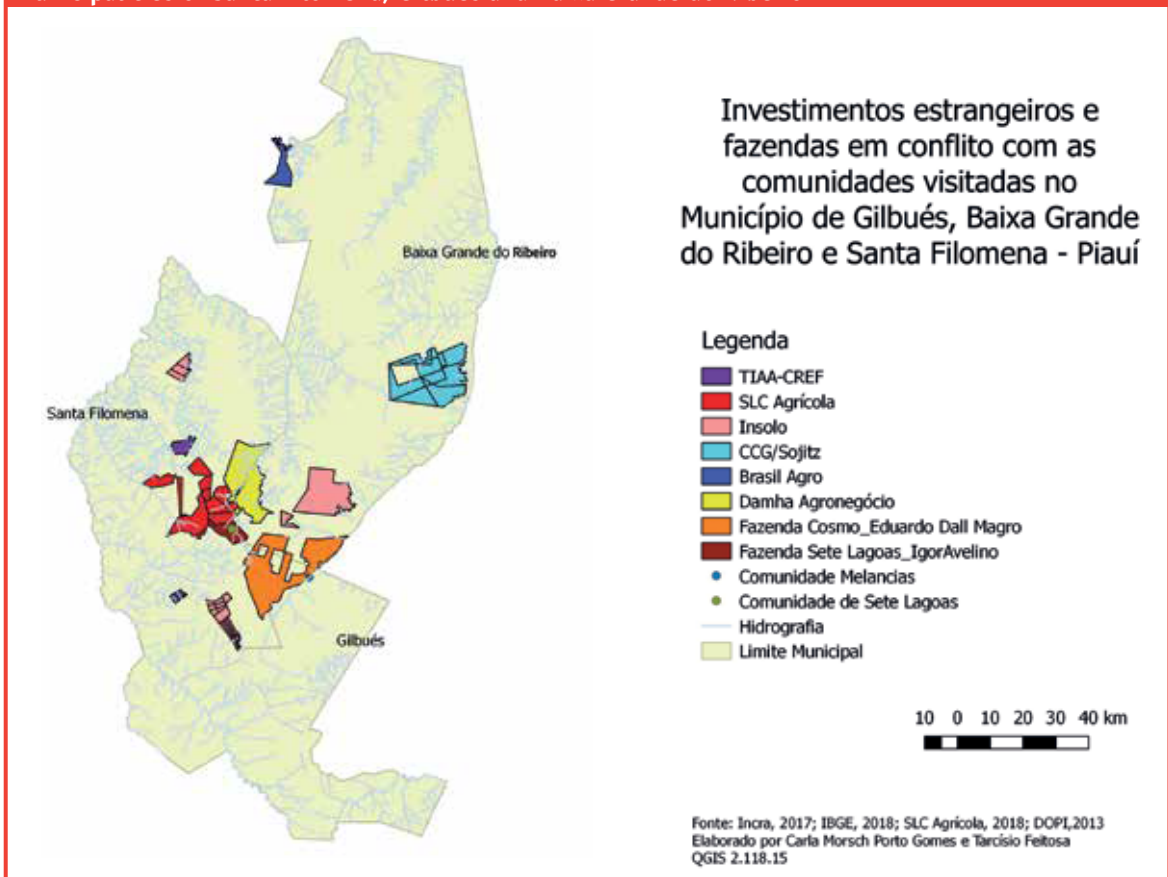 Investimentos estrangeiros e
fazendas em conflito com as
comunidades visitadas no
Município de Gilbués, Baixa Grande
do Ribeiro e Santa Filomena - Piauí
Baixa Grande do Ribeiro
Santa Filomena
Gilbués
Legenda
TIAA-CREF
SLC Agrícola
Insolo
CCG/Sojitz
Brasil Agro
Damha Agronegócio
Fazenda Cosmo_Eduardo Dall Magro
Fazenda Sete Lagoas_IgorAvelino
Comunidade Melancias
Comunidade de Sete Lagoas
Hidrografia
Limite Municipal
10 0 10 20 30 40 km
Fonte: Incra, 2017; IBGE, 2018; SLC Agrícola, 2018; DOPI,2013
Elaborado por Carla Morsch Porto Gomes e Tarcísio Feitosa
QGIS 2.118.15